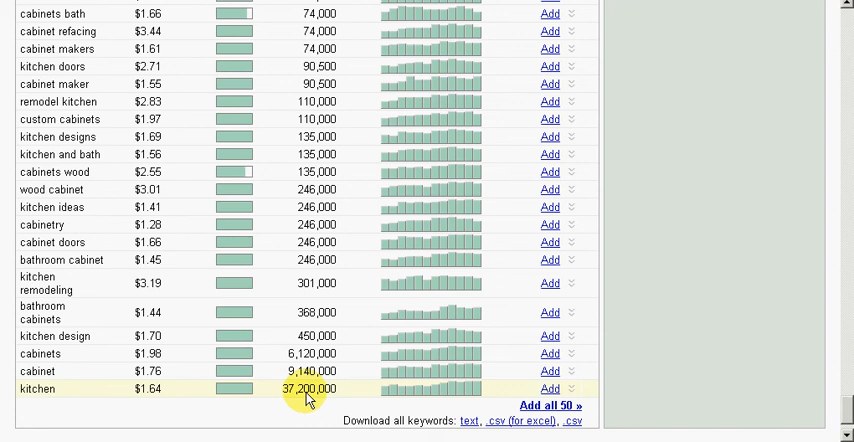 cabinets bath $1.66 74,000 Add
cabinet refacing $3.44 74,000 Add
cabinet makers $1.61 74,000 Add
kitchen doors $2.71 90,500 Add
cabinet maker $1.55 90,500 Add
remodel kitchen $2.83 110,000 Add
custom cabinets $1.97 110,000 Add
kitchen designs $1.69 135,000 Add
kitchen and bath $1.56 135,000 Add
cabinets wood $2.55 135,000 Add
wood cabinet $3.01 246,000 Add
kitchen ideas $1.41 246,000 Add
cabinetry $1.28 246,000 Add
cabinet doors $1.66 246,000 Add
bathroom cabinet $1.45 246,000 Add
kitchen
remodeling $3.19 301,000 Add
bathroom
cabinets $1.44 368,000 Add
kitchen design $1.70 450,000 Add
cabinets $1.98 6,120,000 Add
cabinet $1.76 9,140,000 Add
kitchen $1.64 37,200,000 Add
Add all 50 »
Download all keywords: text, .csv (for excel), .csv